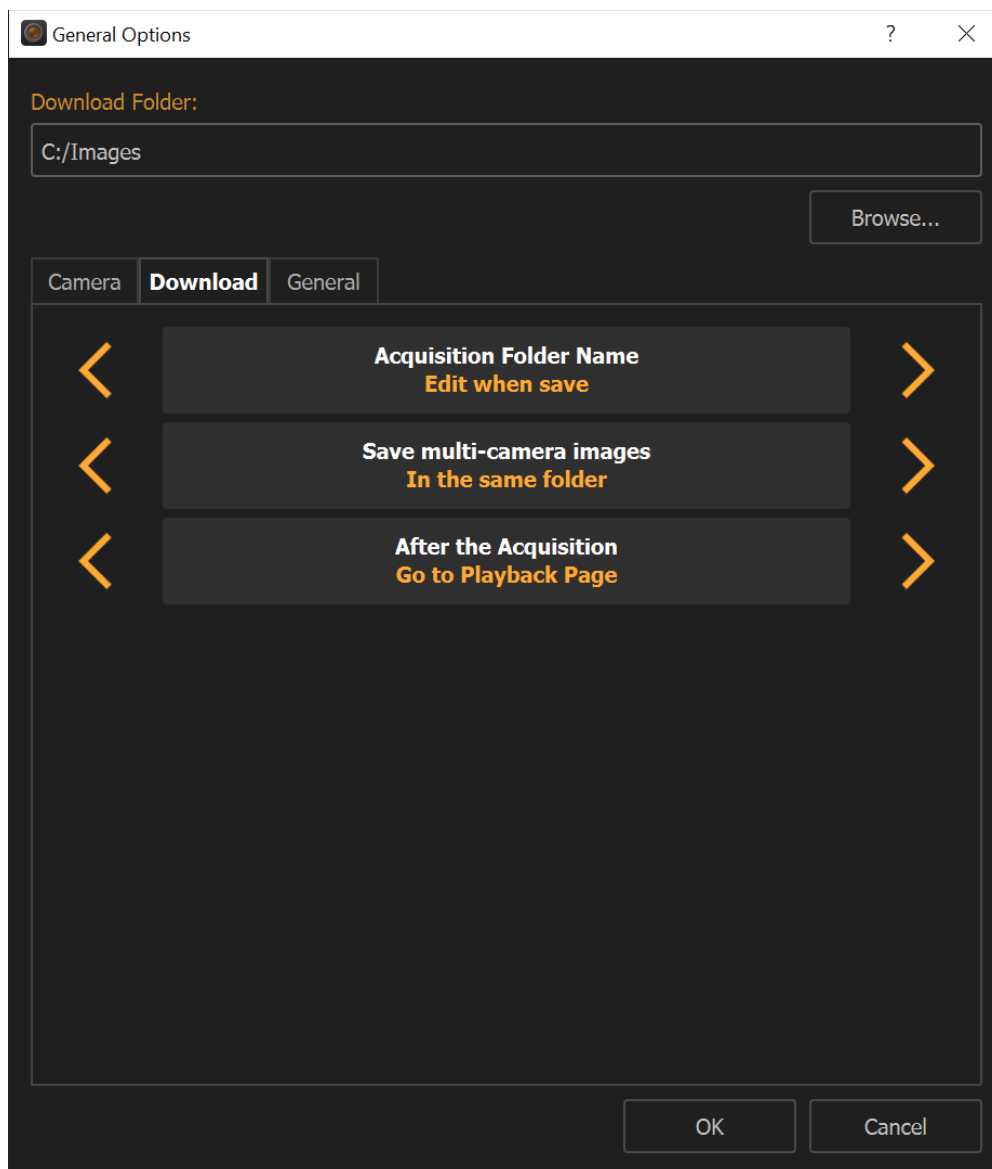 General Options
?
Download Folder:
C:/Images
Browse...
Camera Download General
Acquisition Folder Name
Edit when save
Save multi-camera images
In the same folder
After the Acquisition
Go to Playback Page
OK Cancel